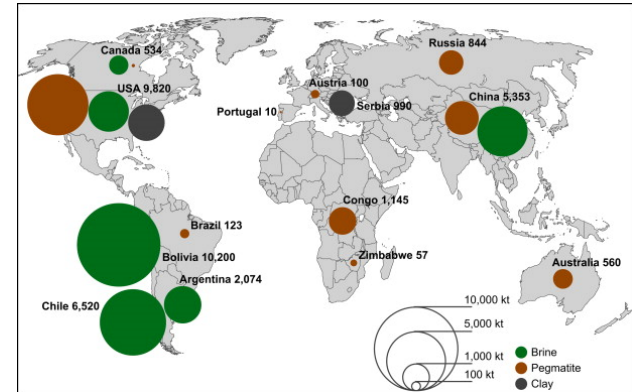 Canada 534
Russia 844
USA 9,820
Austria 100
China 5,353
Serbia 990
Portugal 10
Congo 1,145
Brazil 123
Zimbabwe 57
Bolivia 10,200
Australia 560
Argentina 2,074
Chile 6,520
10,000 kt
5,000 kt
1,000 kt
100 kt
Brine
Pegmatite
Clay